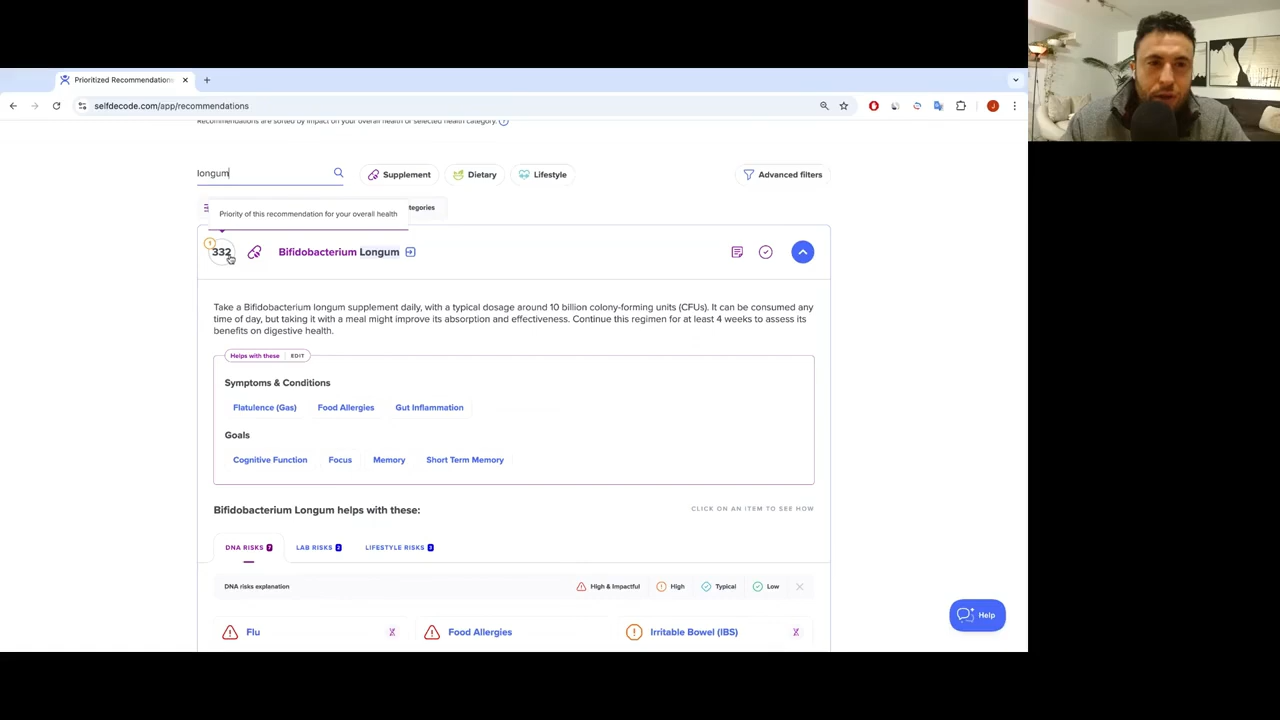 Prioritized Recommendation
selfdecode.com/app/recommendations
J
Recommendations are sorted by impact on your overall health or selected health category.
longum
Supplement
Dietary
Lifestyle
Advanced filters
Priority of this recommendation for your overall health
tegories
332
Bifidobacterium Longum
Take a Bifidobacterium longum supplement daily, with a typical dosage around 10 billion colony-forming units (CFUs). It can be consumed any
time of day, but taking it with a meal might improve its absorption and effectiveness. Continue this regimen for at least 4 weeks to assess its
benefits on digestive health.
Helps with these EDIT
Symptoms & Conditions
Flatulence (Gas) Food Allergies Gut Inflammation
Goals
Cognitive Function Focus Memory Short Term Memory
Bifidobacterium Longum helps with these:
CLICK ON AN ITEM TO SEE HOW
DNA RISKS 7 LAB RISKS 2 LIFESTYLE RISKS 3
DNA risks explanation High & Impactful High Typical Low
Flu Food Allergies Irritable Bowel (IBS)
Help